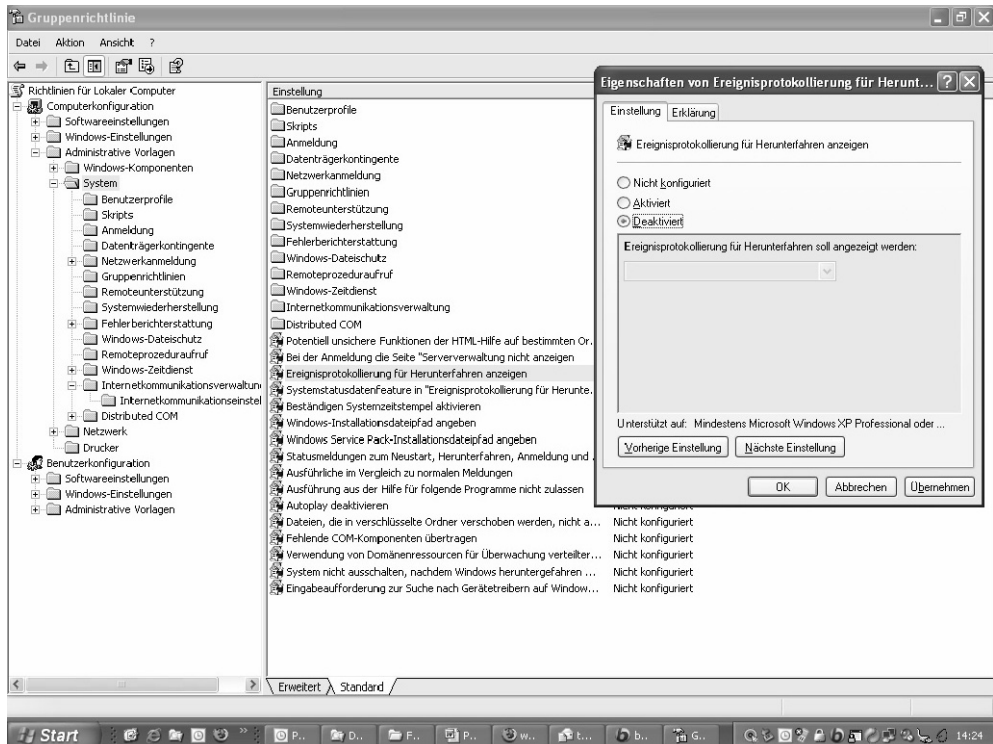 Gruppenrichtlinie
Datei Aktion Ansicht ?
Richtlinien für Lokaler Computer
Computerkonfiguration
Softwareeinstellungen
Windows-Einstellungen
Administrative Vorlagen
Windows-Komponenten
System
Benutzerprofile
Skripts
Anmeldung
Datenträgerkontingente
Netzwerkanmeldung
Gruppenrichtlinien
Remoteunterstützung
Systemwiederherstellung
Fehlerberichterstattung
Windows-Dateischutz
Remoteprozeduraufruf
Windows-Zeitdienst
Internetkommunikationsverwaltun
Internetkommunikationseinstel
Distributed COM
Netzwerk
Drucker
Benutzerkonfiguration
Softwareeinstellungen
Windows-Einstellungen
Administrative Vorlagen
Einstellung
Benutzerprofile
Skripts
Anmeldung
Datenträgerkontingente
Netzwerkanmeldung
Gruppenrichtlinien
Remoteunterstützung
Systemwiederherstellung
Fehlerberichterstattung
Windows-Dateischutz
Remoteprozeduraufruf
Windows-Zeitdienst
Internetkommunikationsverwaltung
Distributed COM
Potentiell unsichere Funktionen der HTML-Hilfe auf bestimmten Or.
Bei der Anmeldung die Seite "Serververwaltung nicht anzeigen
Ereignisprotokollierung für Herunterfahren anzeigen
Systemstatusdatenfeature in "Ereignisprotokollierung für Herunte.
Beständigen Systemzeitstempel aktivieren
Windows-Installationsdateipfad angeben
Windows Service Pack-Installationsdateipfad angeben
Statusmeldungen zum Neustart, Herunterfahren, Anmeldung und .
Ausführliche im Vergleich zu normalen Meldungen
Ausführung aus der Hilfe für folgende Programme nicht zulassen
Autoplay deaktivieren Nicht konfiguriert
Dateien, die in verschlüsselte Ordner verschoben werden, nicht a... Nicht konfiguriert
Fehlende COM-Komponenten übertragen Nicht konfiguriert
Verwendung von Domänenressourcen für Überwachung verteilter... Nicht konfiguriert
System nicht ausschalten, nachdem Windows heruntergefahren ... Nicht konfiguriert
Eingabeaufforderung zur Suche nach Gerätetreibern auf Window... Nicht konfiguriert
Erweitert Standard
Eigenschaften von Ereignisprotokollierung für Herunt...
Einstellung Erklärung
Ereignisprotokollierung für Herunterfahren anzeigen
Nicht konfiguriert
Aktiviert
Deaktiviert
Ereignisprotokollierung für Herunterfahren soll angezeigt werden:
Unterstützt auf: Mindestens Microsoft Windows XP Professional oder ...
Vorherige Einstellung Nächste Einstellung
OK Abbrechen Übernehmen
Start P.. D.. F.. P.. w.. t... b.. G.. 14:24